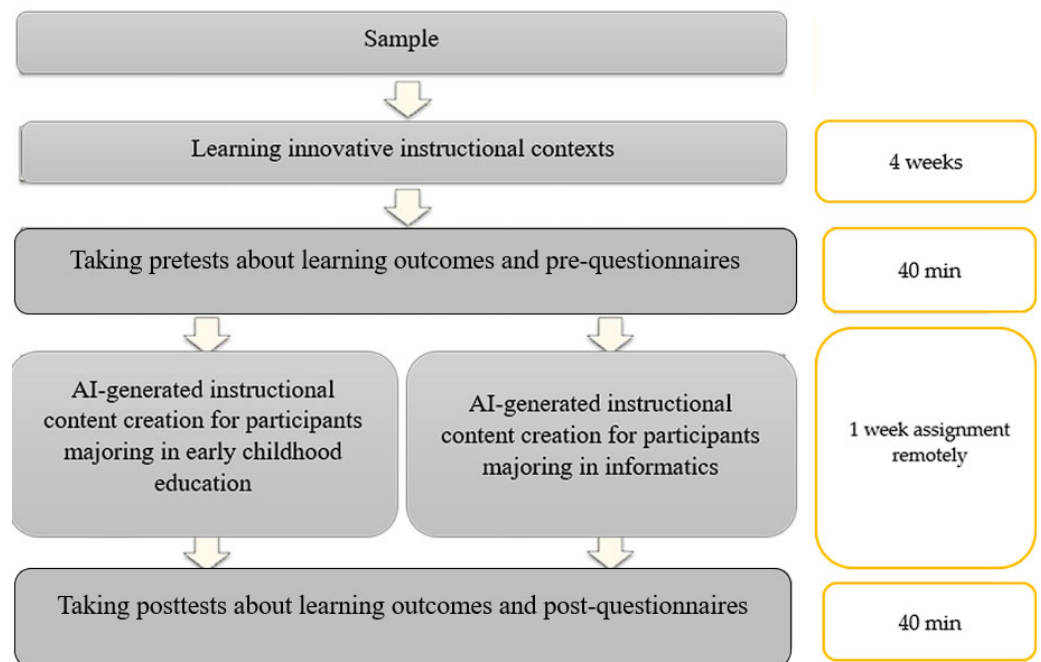 Sample
Learning innovative instructional contexts
4 weeks
Taking pretests about learning outcomes and pre-questionnaires
40 min
AI-generated instructional
content creation for participants
majoring in early childhood
education
AI-generated instructional
content creation for participants
majoring in informatics
1 week assignment
remotely
Taking posttests about learning outcomes and post-questionnaires
40 min